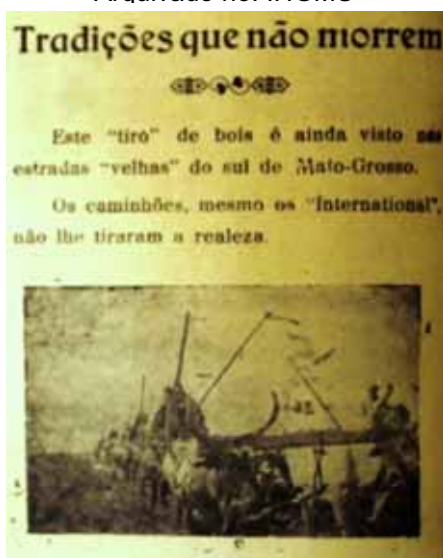 Tradições que não morrem
Este "tiro" de bois é ainda visto nas
estradas "velhas" do sul de Mato-Grosso.
Os caminhões, mesmo os "International",
não lhe tiraram a realeza.